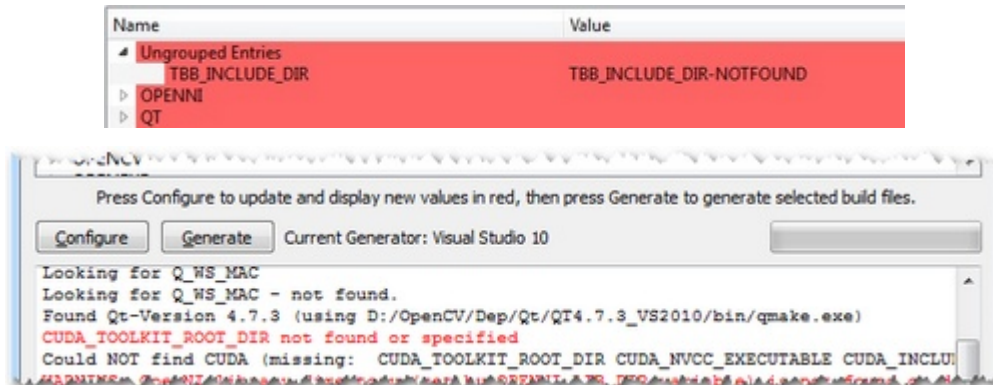 Name Value
Ungrouped Entries
TBB_INCLUDE_DIR TBB_INCLUDE_DIR-NOTFOUND
OPENNI
QT
Press Configure to update and display new values in red, then press Generate to generate selected build files.
Configure Generate Current Generator: Visual Studio 10
Looking for Q_WS_MAC
Looking for Q_WS_MAC - not found.
Found Qt-Version 4.7.3 (using D:/OpenCV/Dep/Qt/QT4.7.3_VS2010/bin/qmake.exe)
CUDA_TOOLKIT_ROOT_DIR not found or specified
Could NOT find CUDA (missing: CUDA_TOOLKIT_ROOT_DIR CUDA_NVCC_EXECUTABLE CUDA_INCLU